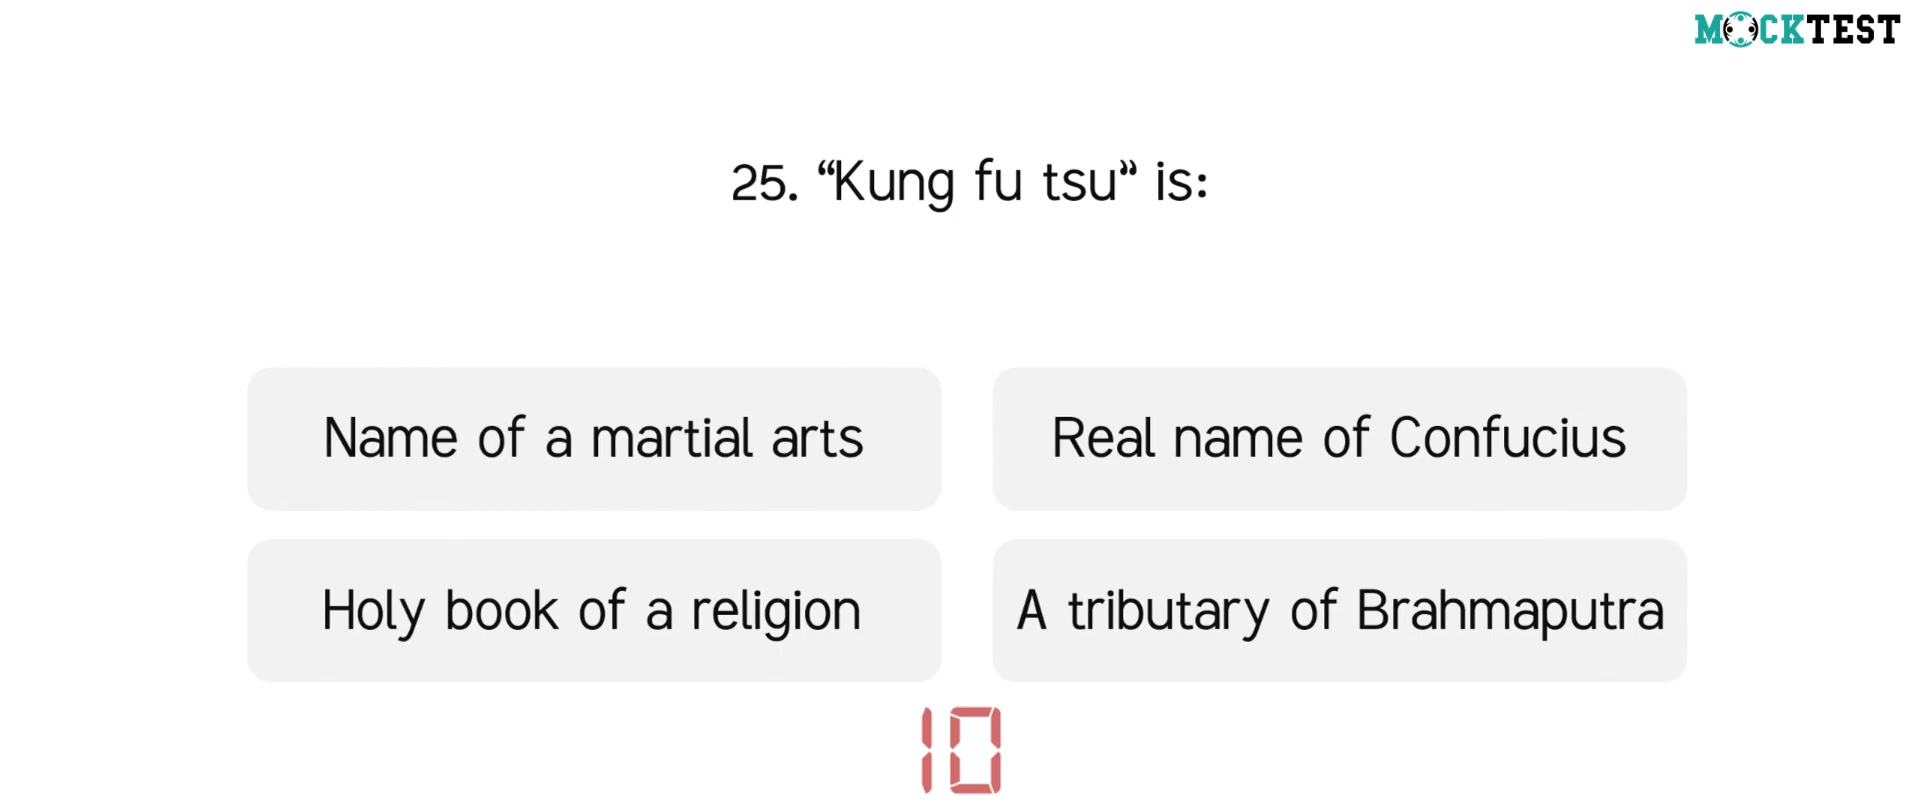 MOCKTEST
25. “Kung fu tsu” is:
Name of a martial arts
Real name of Confucius
Holy book of a religion
A tributary of Brahmaputra
10